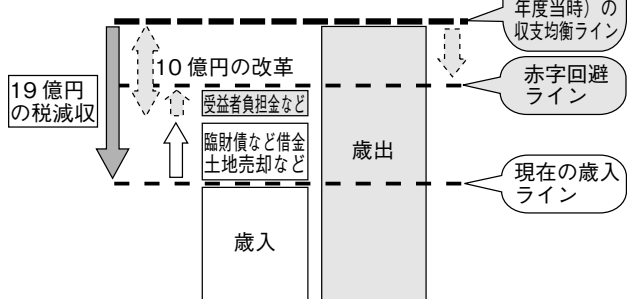 年度当時）の
収支均衡ライン
10億円の改革
19億円
の税減収
受益者負担金など
赤字回避
ライン
臨財債など借金
土地売却など
歳出
現在の歳入
ライン
歳入